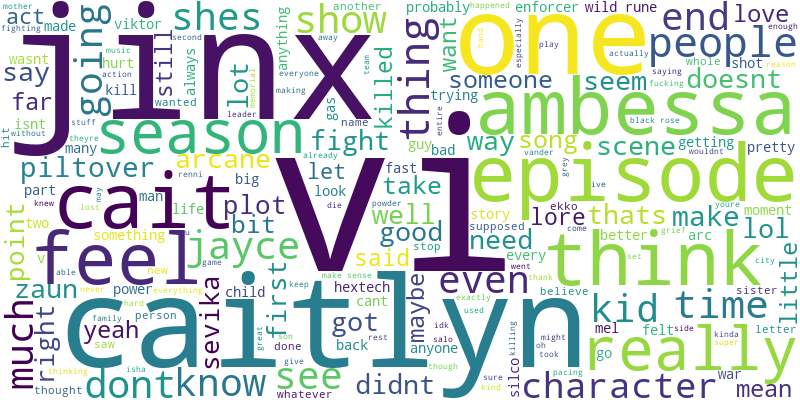 mother
fighting
act
made
viktor
shes
jinx
show
another
happened
probably
enforcer
wild rune
one
end
love
enough
wasnt
music
second
away
anything
hand
especially
play
actually
reason
people
say
hurt
action
still
everyone
going
want
thing
someone
seem
whole
shot
doesnt
saying
fucking
far
kill
always
lot
memorial
team
gas
killed
trying
ambessa
isnt
wanted
making
leader
name
entire
black rose
hit
without
stuff
theyre
season
fight
guy
bad
way
song
scene
getting
pretty
many
arcane
already
vander
grey
wouldnt
piltover
renni
big
let
fast
episode
ive
cait
vi
part
knew
may
man
look
take
powder
die
youre
moment
lost
life
plot
story
ekko
lore
thats
make
lol
point
two
something
u
bit
well
supposed
come
better
grief
arc
v
feel
jayce
good
stop
need
every
set
think
city
able
new
game
said
went
little
zaun
never
everything
first
make sense
hextech
even
thank
sister
power
hard
child
keep
cant
maybe
exactly
used
believe
kid
time
letter
much
family
person
sevika
great
got
idk
mel
felt
side
kinda
super
right
yeah
saw
caitlyn
son
done
back
rest
salo
anyone
silco
killing
might
oh
took
go
really
thinking
thought
dont
isha
know
see
give
whatever
didnt
though
sure
kind
pacing
character
war
mean